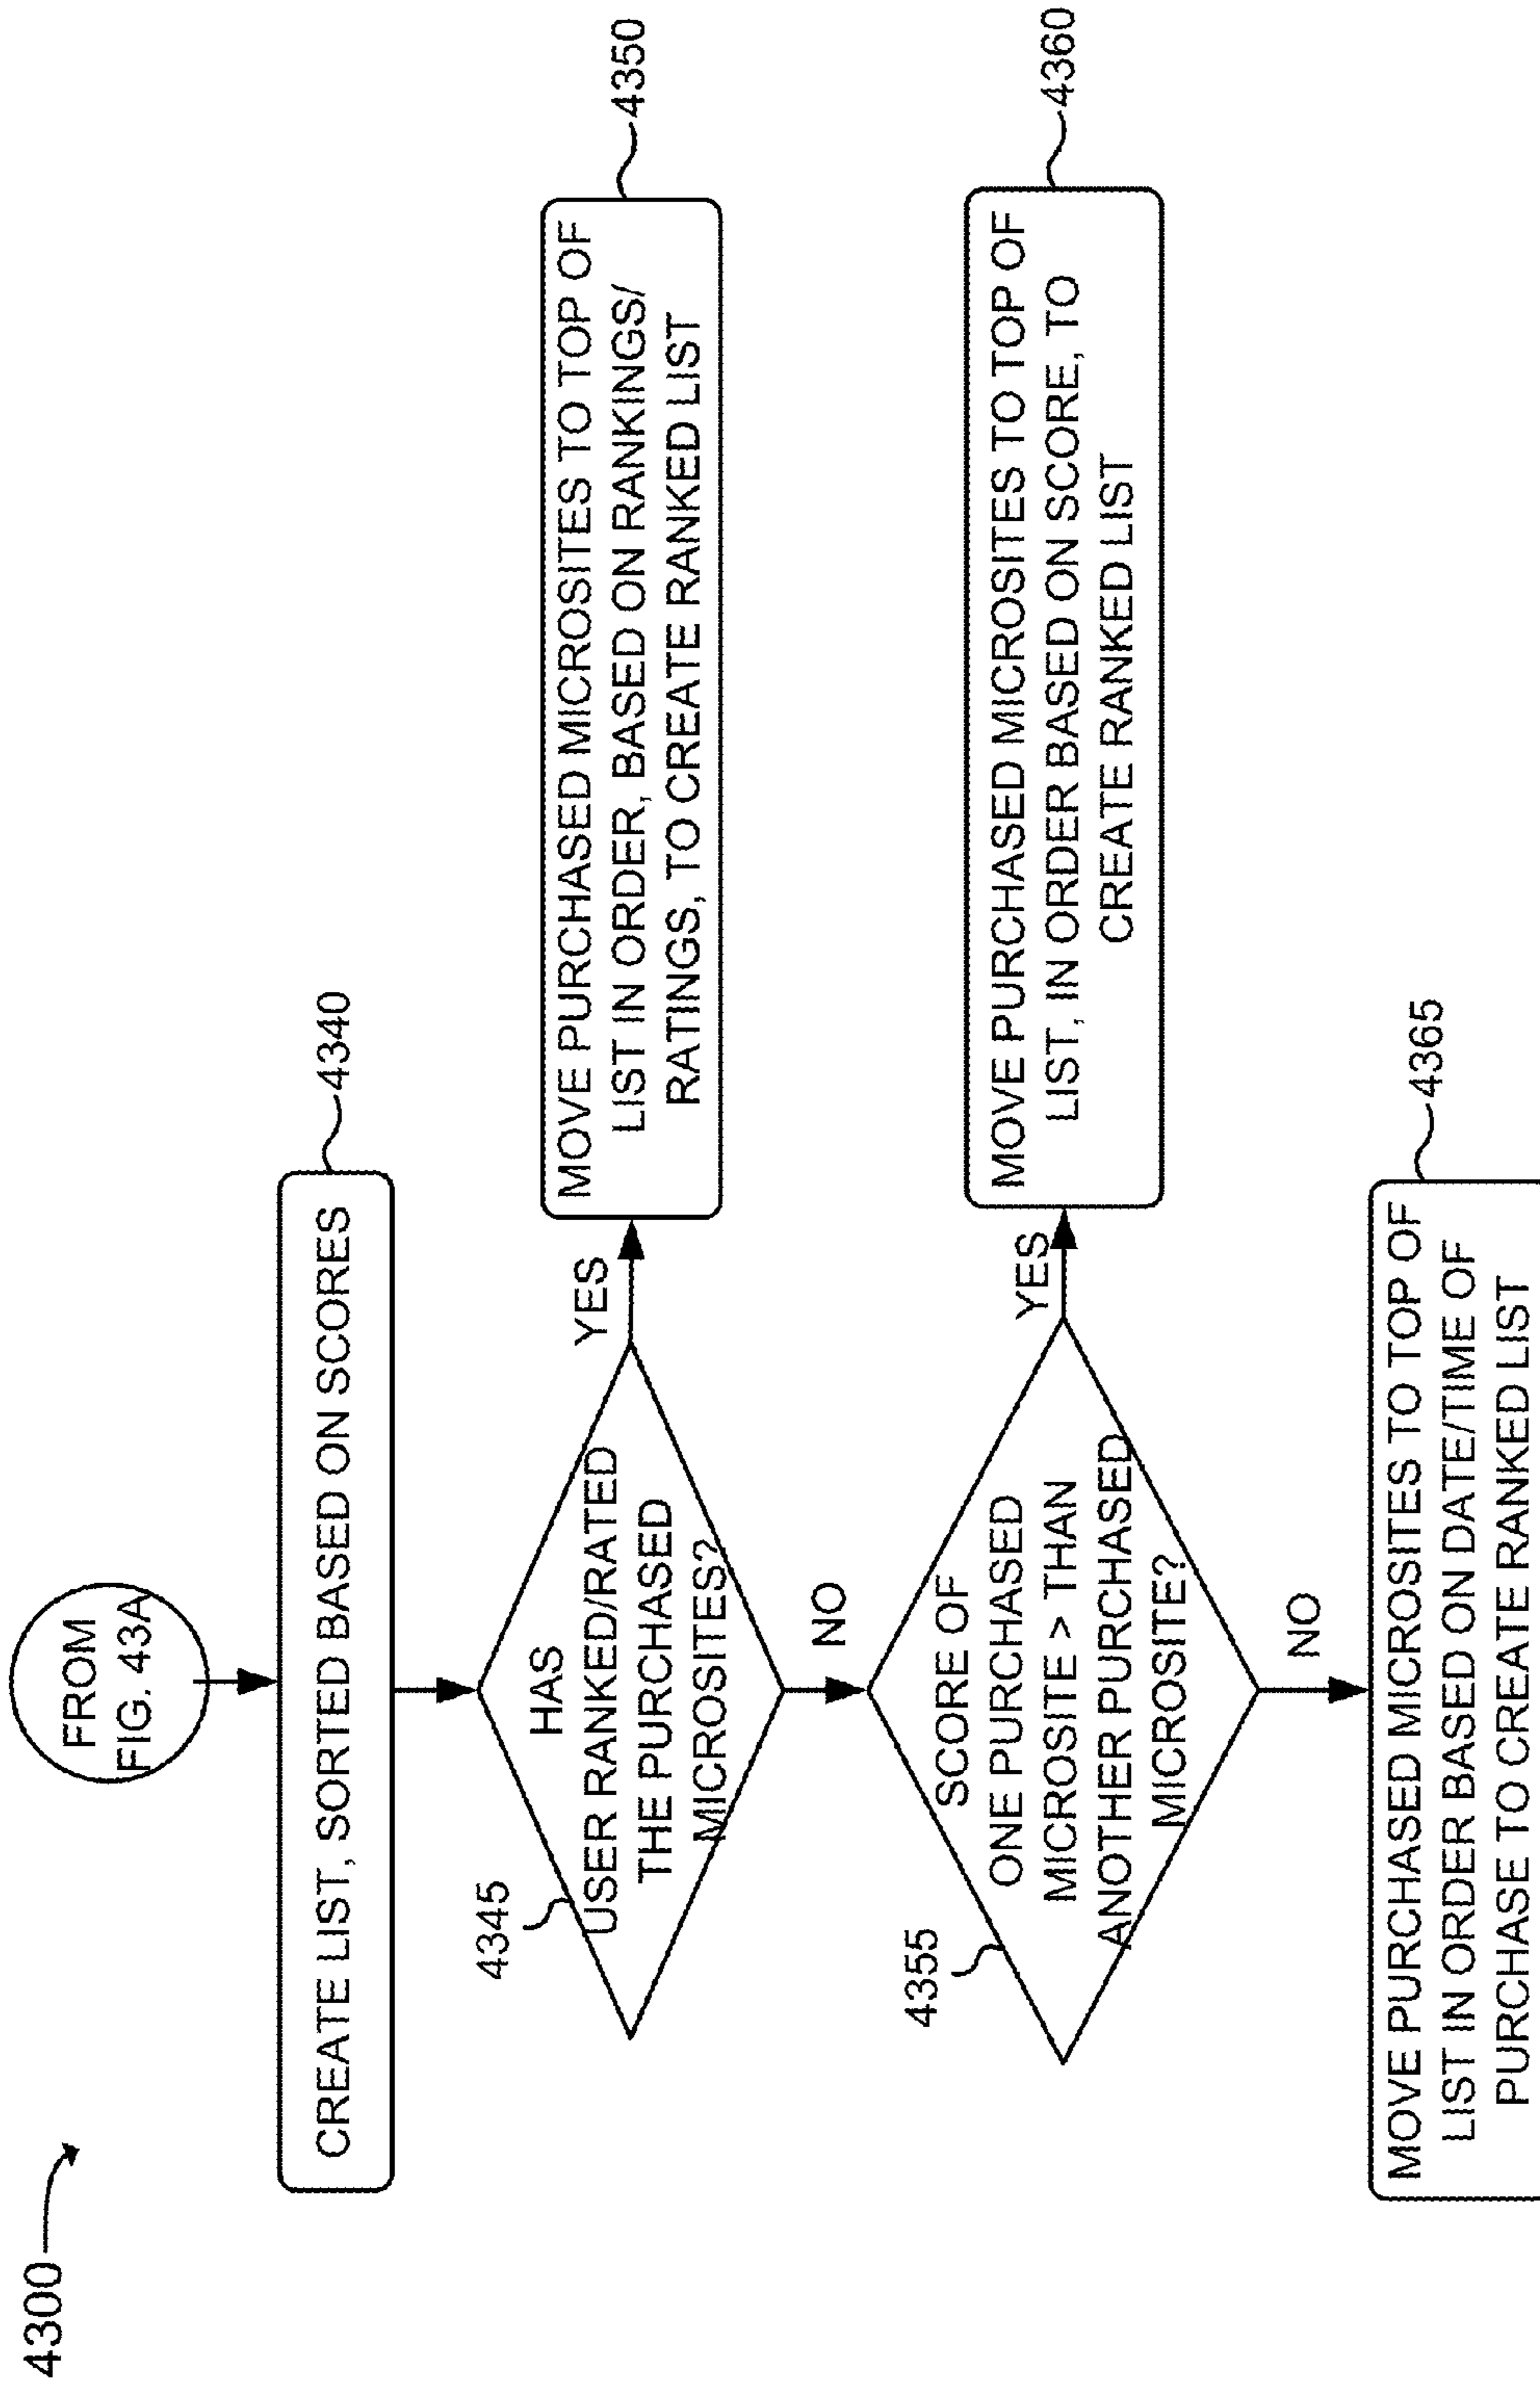 4300
FROM
FIG. 43A
CREATE LIST, SORTED BASED ON SCORES
4340
4345
HAS
USER RANKED/RATED
THE PURCHASED
MICROSITES?
YES
MOVE PURCHASED MICROSITES TO TOP OF
LIST IN ORDER, BASED ON RANKINGS/
RATINGS, TO CREATE RANKED LIST
4350
NO
4355
SCORE OF
ONE PURCHASED
MICROSITE > THAN
ANOTHER PURCHASED
MICROSITE?
YES
MOVE PURCHASED MICROSITES TO TOP OF
LIST, IN ORDER BASED ON SCORE, TO
CREATE RANKED LIST
4360
NO
MOVE PURCHASED MICROSITES TO TOP OF
LIST IN ORDER BASED ON DATE/TIME OF
PURCHASE TO CREATE RANKED LIST
4365